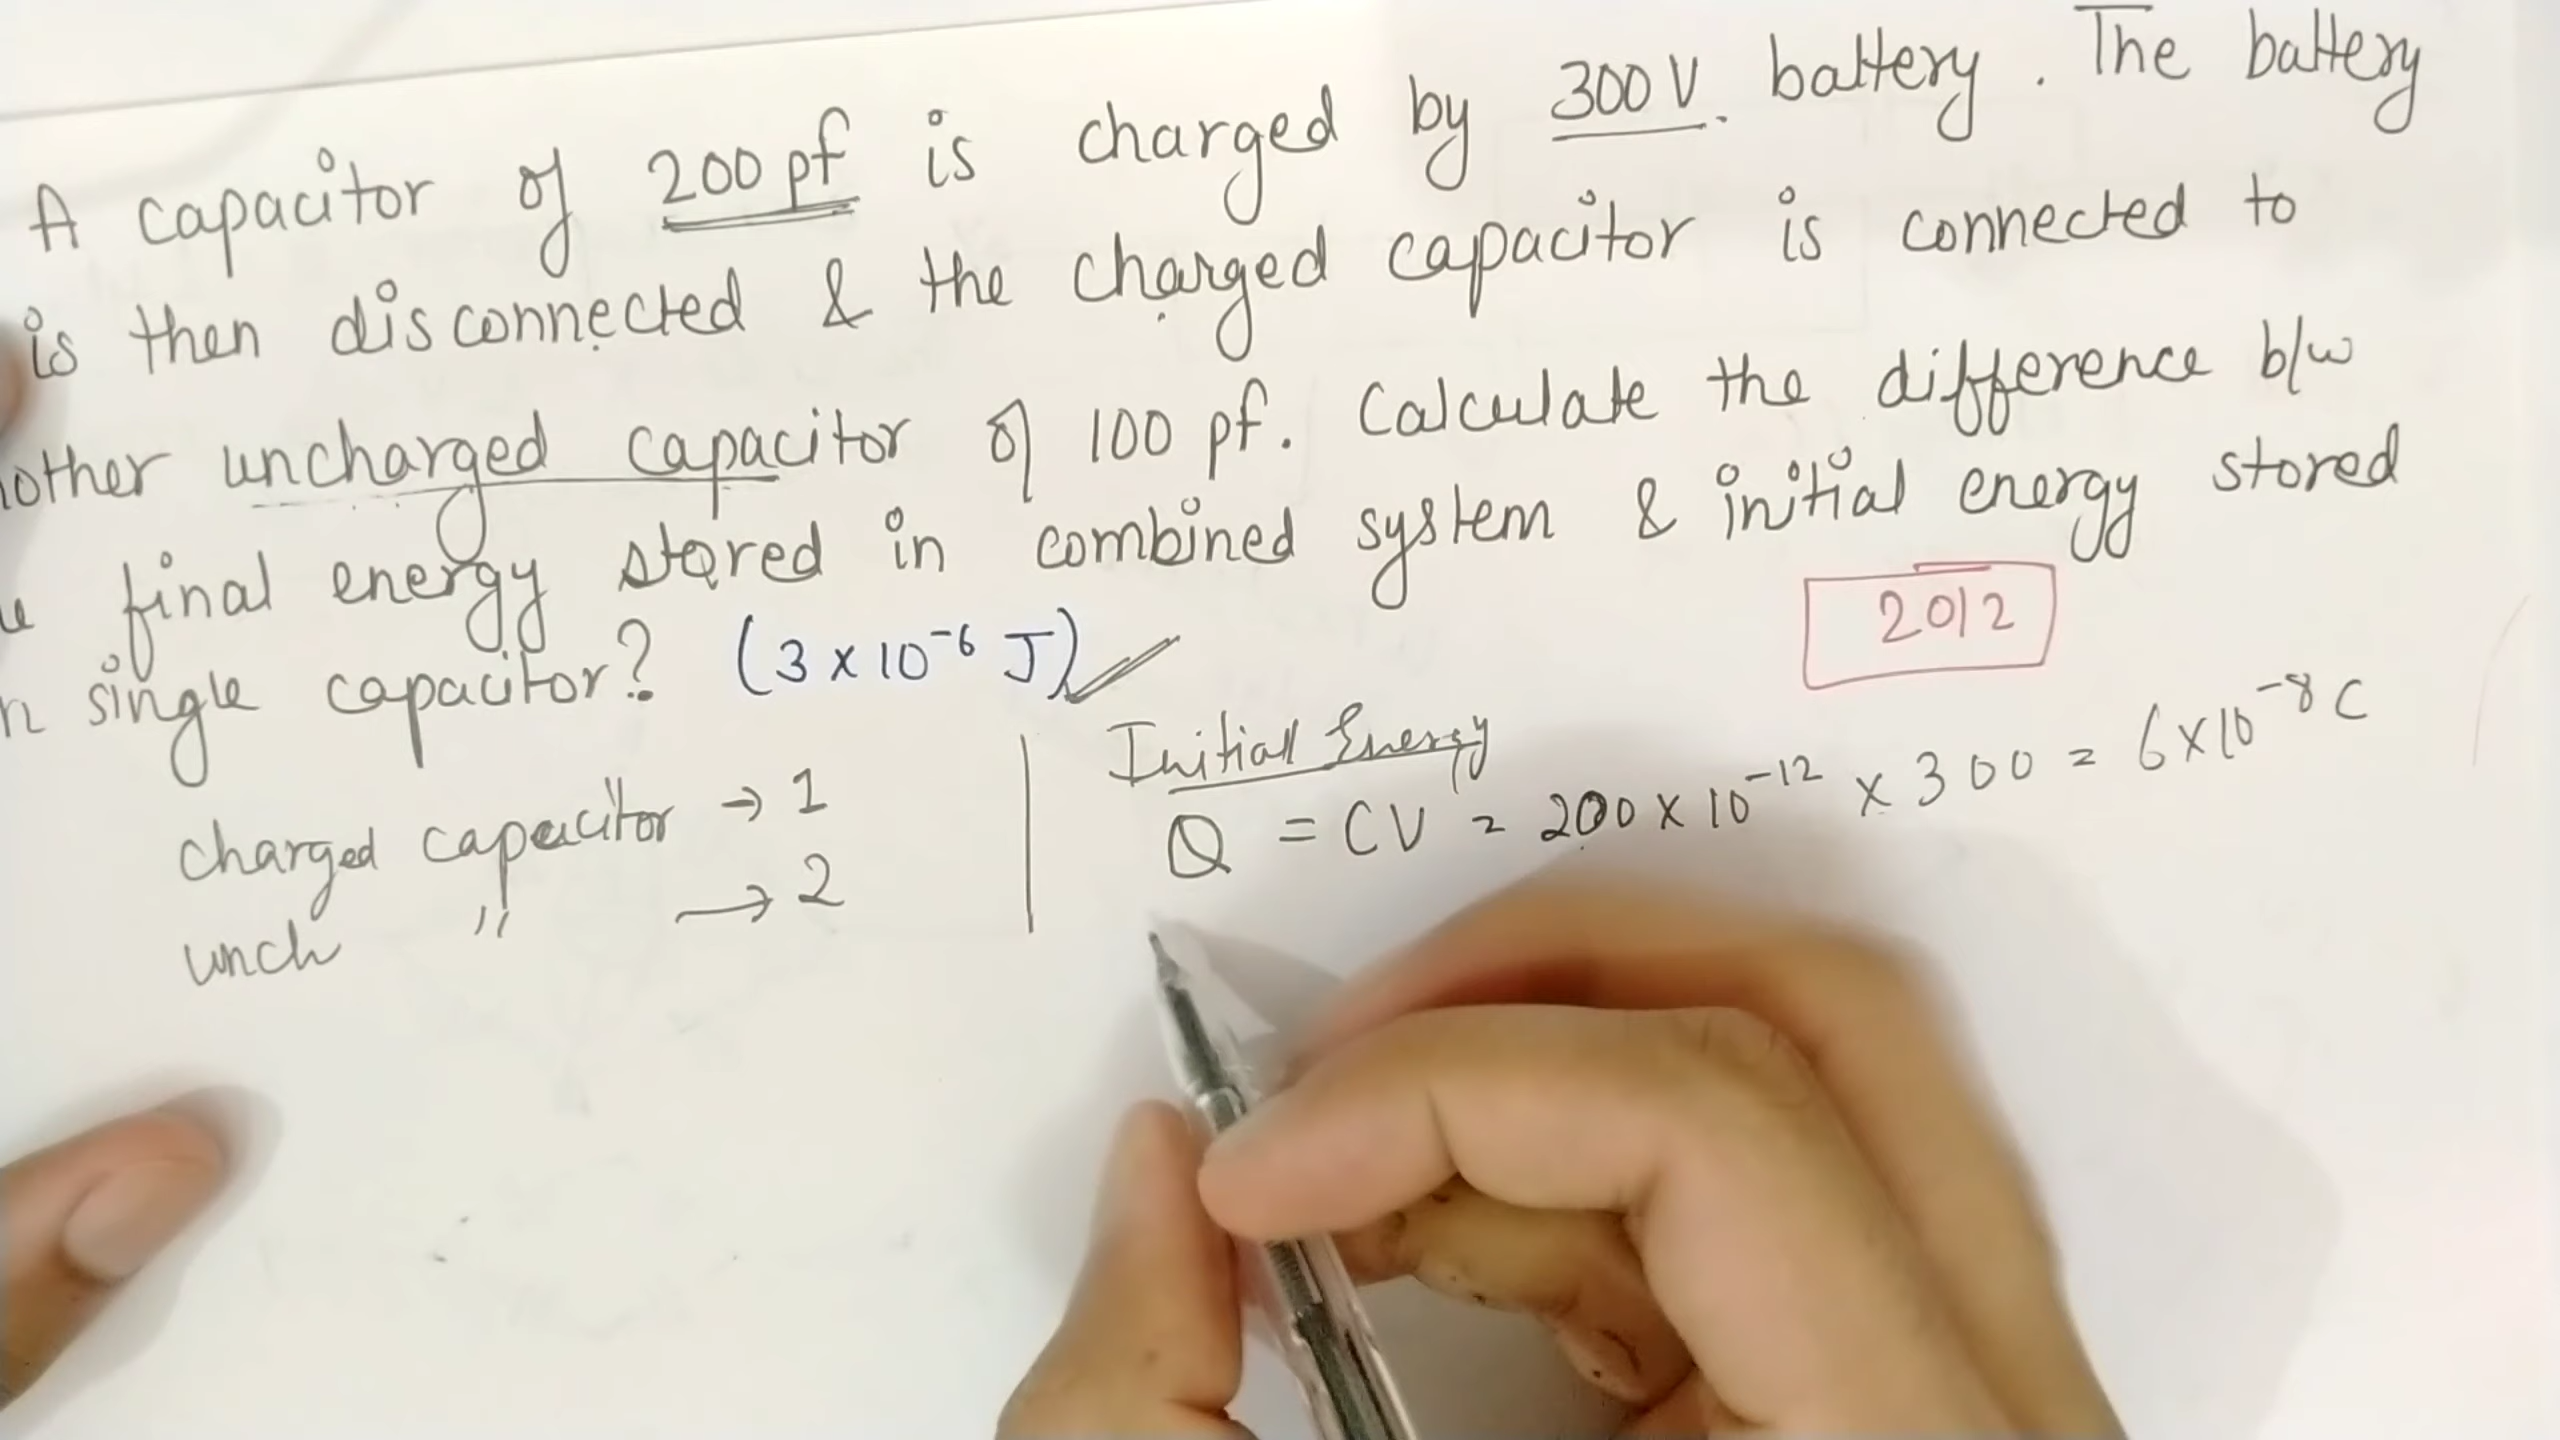 A capacitor of 200 pf is charged by 300 V. battery. The battery
is then disconnected & the charged capacitor is connected to
other uncharged capacitor of 100 pf. Calculate the difference b/w
final energy stored in combined system & initial energy stored
single capacitor? (3 x 10⁻⁶ J)
2012
charged capacitor → 1
unch " → 2
Initial Energy
Q = CV = 200 x 10⁻¹² x 300 = 6 x 10⁻⁸ C